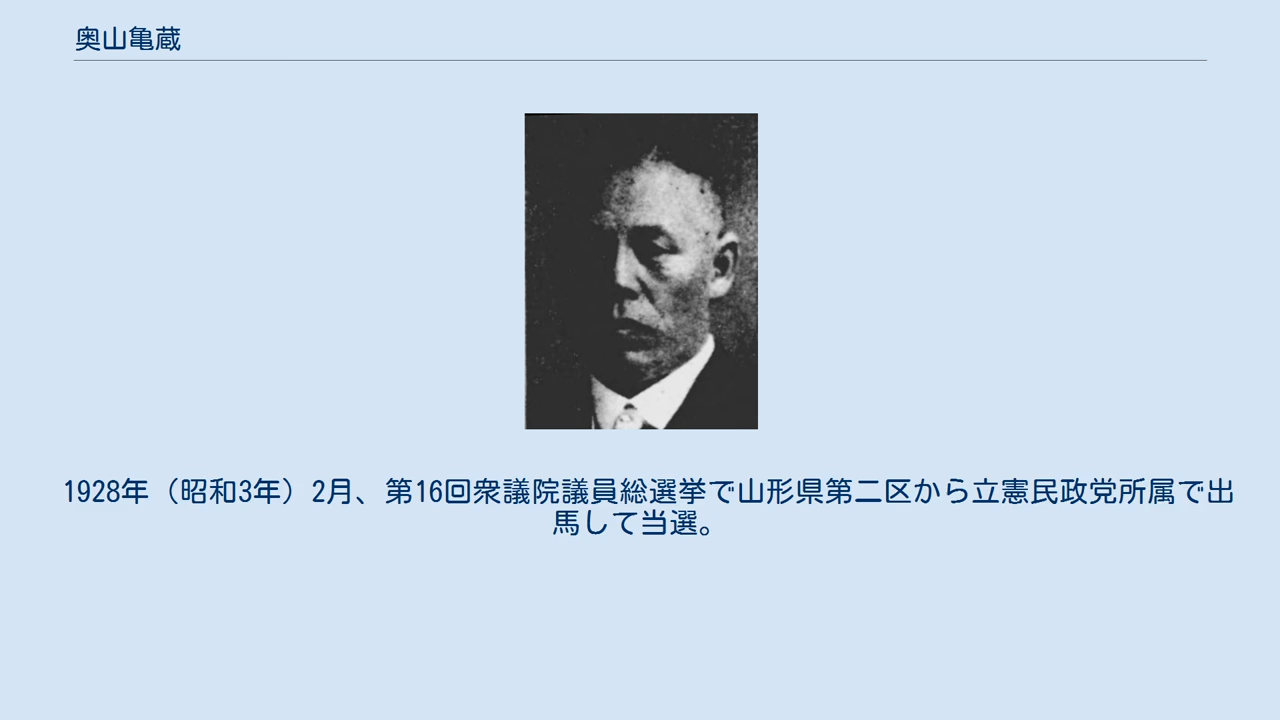 奥山亀蔵
1928年（昭和3年）2月、第16回衆議院議員総選挙で山形県第二区から立憲民政党所属で出
馬して当選。